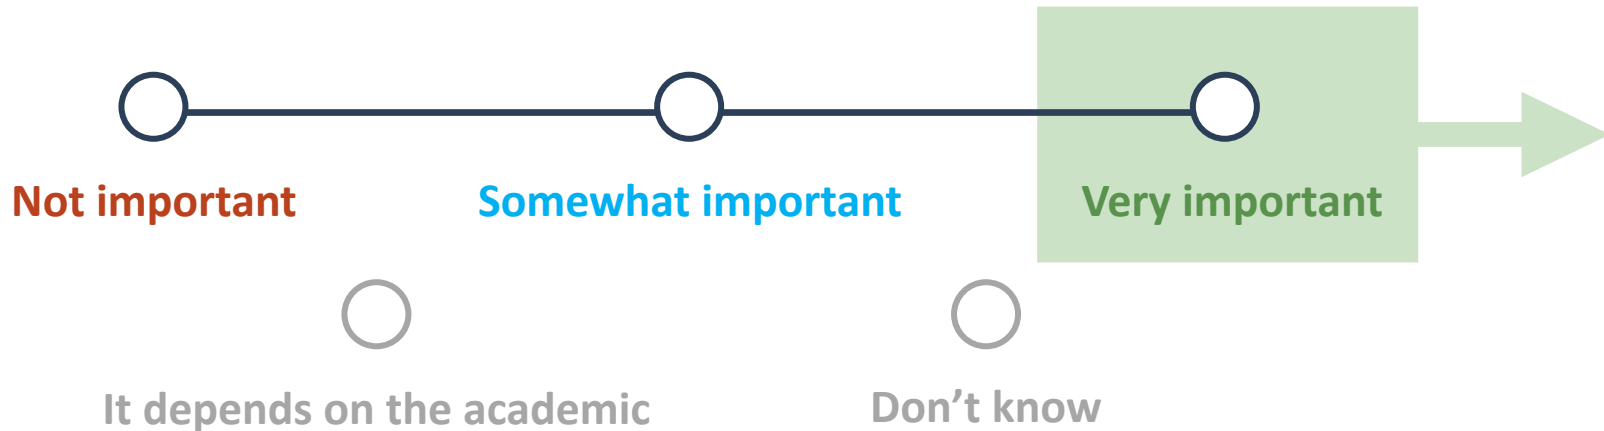 Not important
Somewhat important
Very important
It depends on the academic
Don’t know